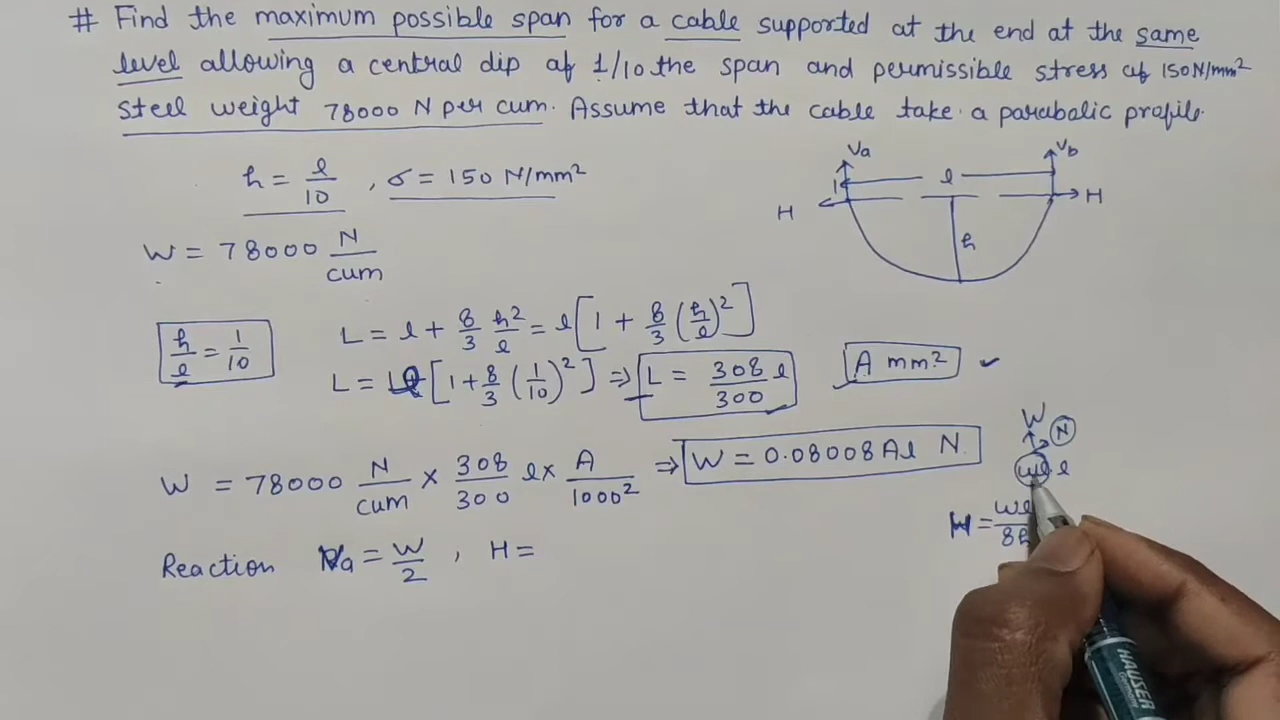 # Find the maximum possible span for a cable supported at the end at the same
level allowing a central dip of 1/10 the span and permissible stress of 150 N/mm²
steel weight 78000 N per cum. Assume that the cable take a parabolic profile.
h = l/10 , σ = 150 N/mm²
W = 78000 N/cum
Va
Vb
l
H
H
h
h/l = 1/10
L = l + 8/3 h²/l = l[1 + 8/3 (h/l)²]
L = l[1 + 8/3 (1/10)²] ⇒ L = 308/300 l
A mm²
W = 78000 N/cum × 308/300 l × A/1000² ⇒ W = 0.08008Al N
W
N
wl l
Reaction Va = W/2 , H =
H = wl
8h
HAUSER
Germany